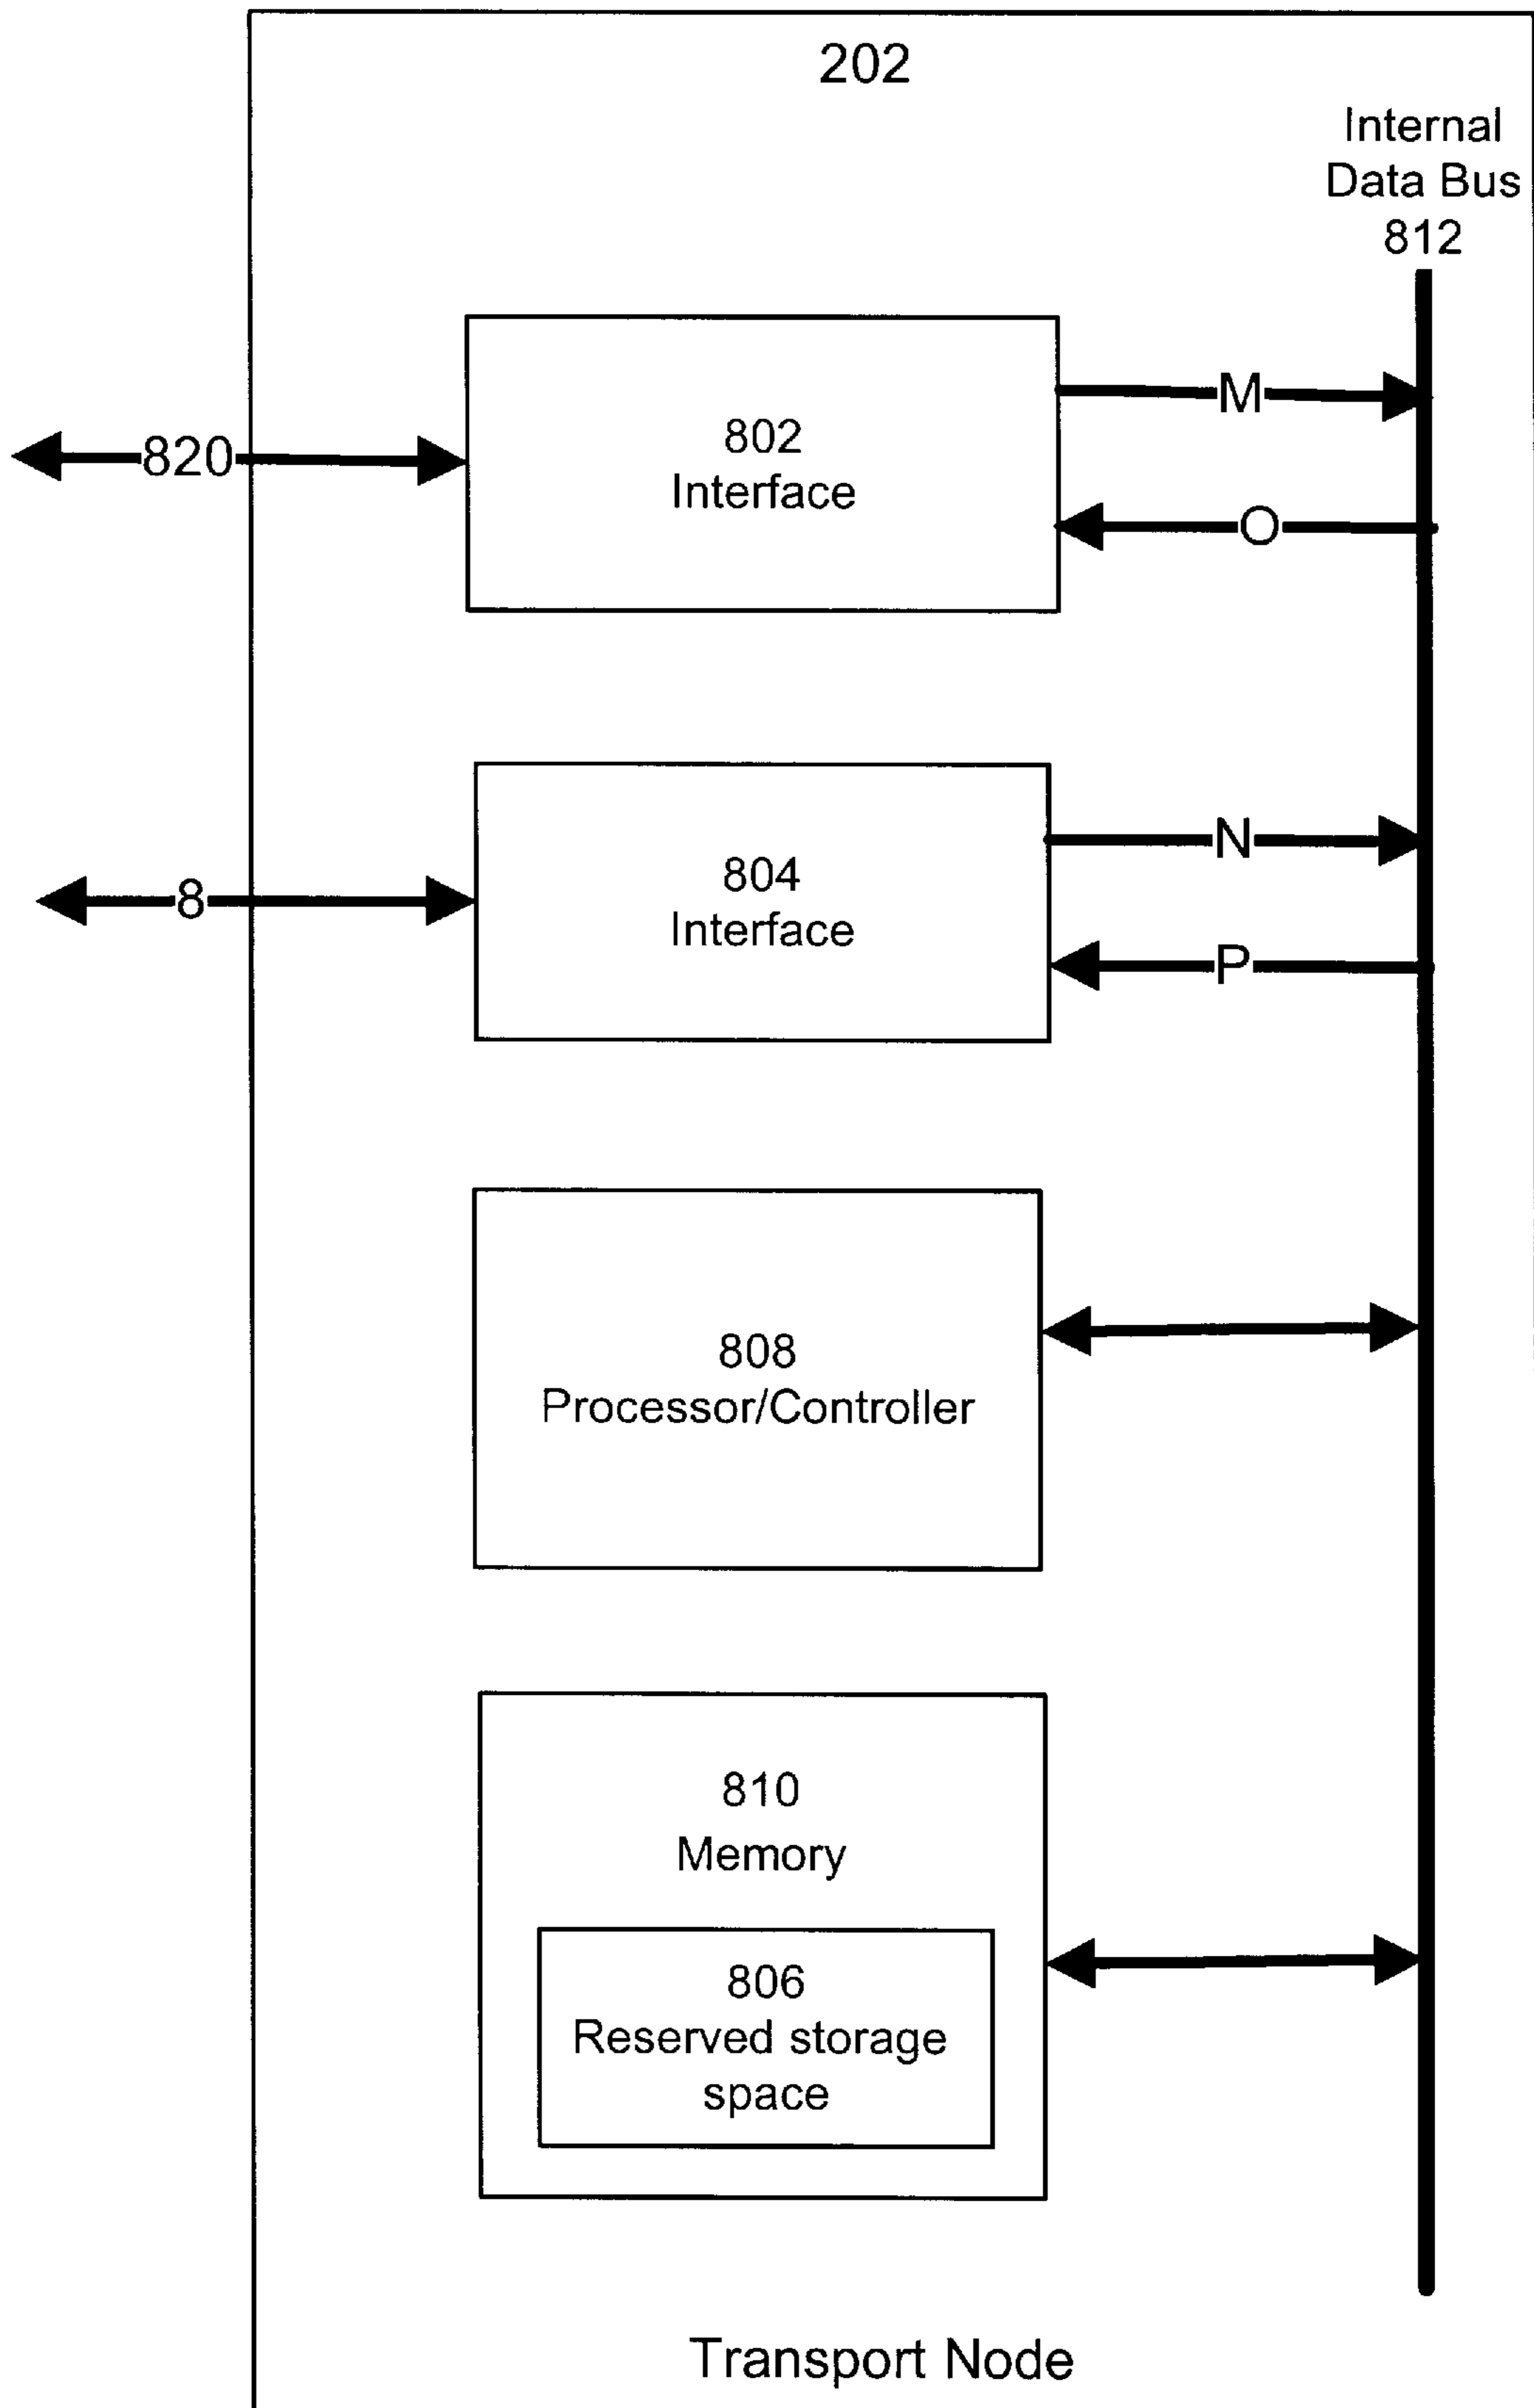 202
Internal
Data Bus
812
M
820
802
Interface
O
N
8
804
Interface
P
808
Processor/Controller
810
Memory
806
Reserved storage
space
Transport Node